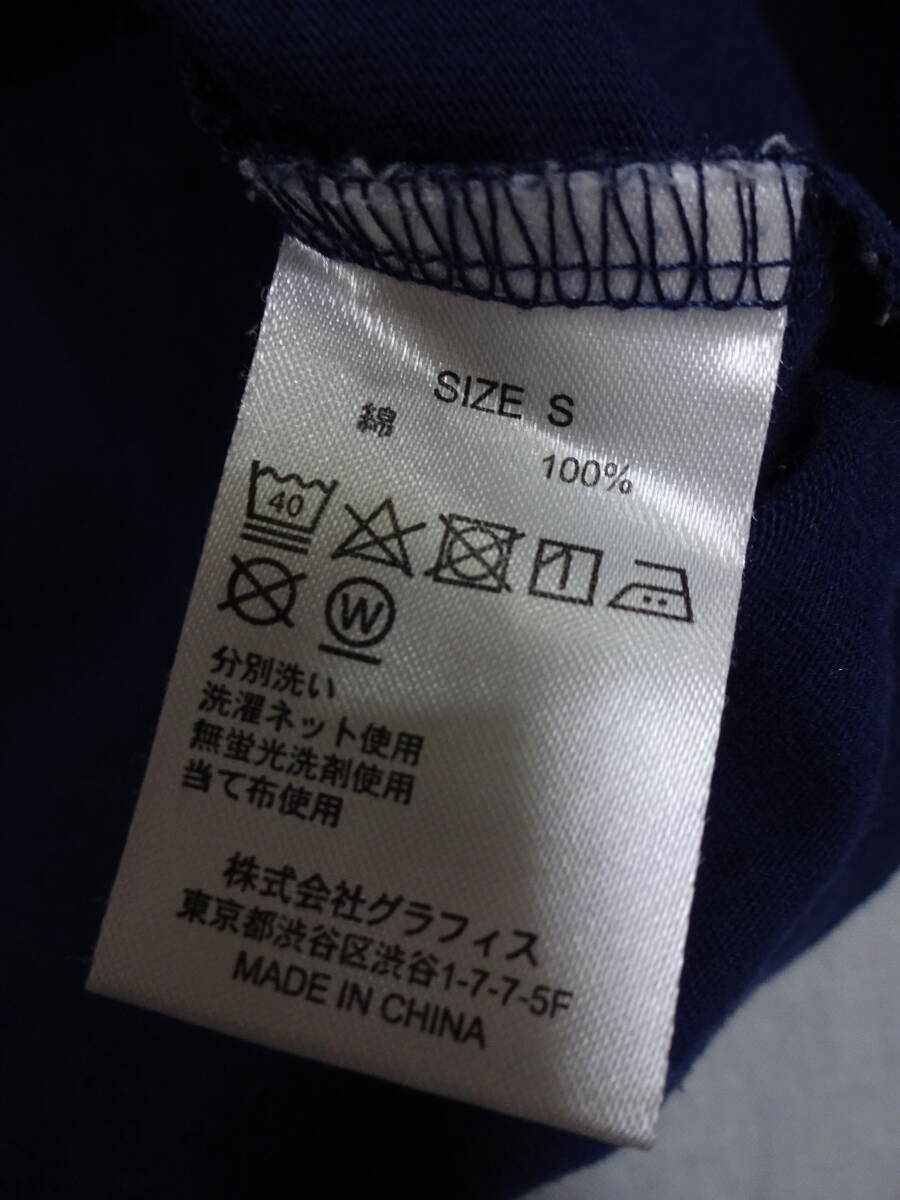 SIZE S
綿 100%
40
W
分別洗い
洗濯ネット使用
無蛍光洗剤使用
当て布使用
株式会社グラフィス
東京都渋谷区渋谷1-7-7-5F
MADE IN CHINA